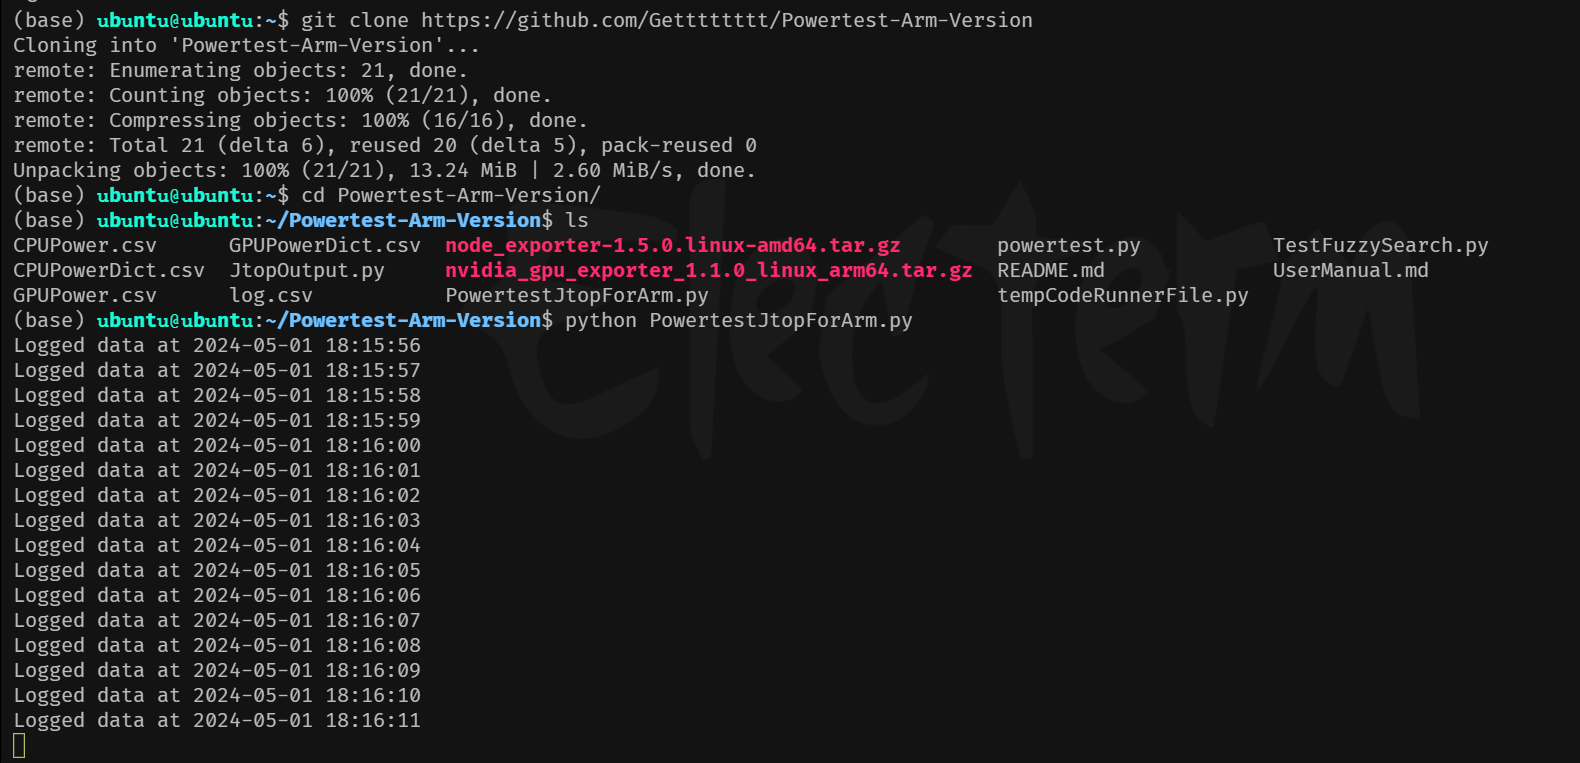 (base) ubuntu@ubuntu:~$ git clone https://github.com/Getttttttt/Powertest-Arm-Version
Cloning into 'Powertest-Arm-Version'...
remote: Enumerating objects: 21, done.
remote: Counting objects: 100% (21/21), done.
remote: Compressing objects: 100% (16/16), done.
remote: Total 21 (delta 6), reused 20 (delta 5), pack-reused 0
Unpacking objects: 100% (21/21), 13.24 MiB | 2.60 MiB/s, done.
(base) ubuntu@ubuntu:~$ cd Powertest-Arm-Version/
(base) ubuntu@ubuntu:~/Powertest-Arm-Version$ ls
CPUPower.csv GPUPowerDict.csv node_exporter-1.5.0.linux-amd64.tar.gz powertest.py TestFuzzySearch.py
CPUPowerDict.csv JtopOutput.py nvidia_gpu_exporter_1.1.0_linux_arm64.tar.gz README.md UserManual.md
GPUPower.csv log.csv PowertestJtopForArm.py tempCodeRunnerFile.py
(base) ubuntu@ubuntu:~/Powertest-Arm-Version$ python PowertestJtopForArm.py
Logged data at 2024-05-01 18:15:56
Logged data at 2024-05-01 18:15:57
Logged data at 2024-05-01 18:15:58
Logged data at 2024-05-01 18:15:59
Logged data at 2024-05-01 18:16:00
Logged data at 2024-05-01 18:16:01
Logged data at 2024-05-01 18:16:02
Logged data at 2024-05-01 18:16:03
Logged data at 2024-05-01 18:16:04
Logged data at 2024-05-01 18:16:05
Logged data at 2024-05-01 18:16:06
Logged data at 2024-05-01 18:16:07
Logged data at 2024-05-01 18:16:08
Logged data at 2024-05-01 18:16:09
Logged data at 2024-05-01 18:16:10
Logged data at 2024-05-01 18:16:11
electerm